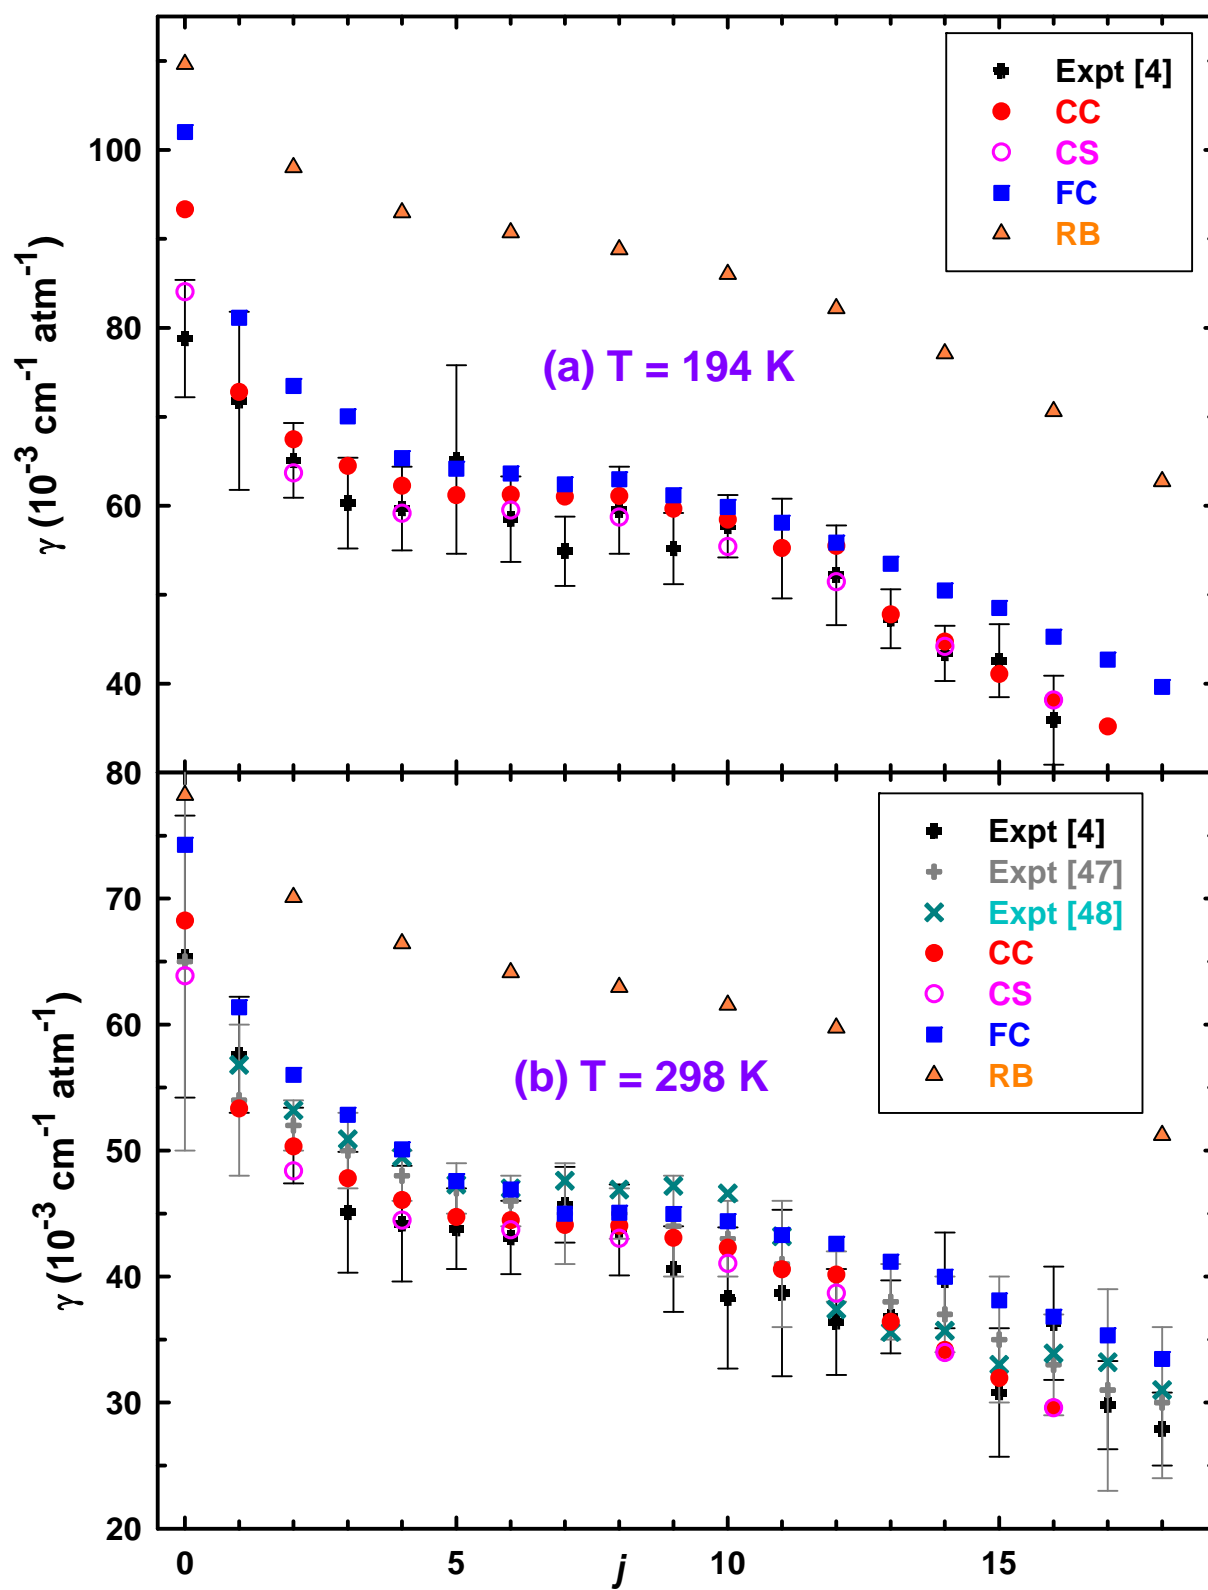 Expt [4]
CC
CS
FC
RB
100
80
60
40
γ (10⁻³ cm⁻¹ atm⁻¹)
(a) T = 194 K
80
70
60
50
40
30
20
γ (10⁻³ cm⁻¹ atm⁻¹)
Expt [4]
Expt [47]
Expt [48]
CC
CS
FC
RB
(b) T = 298 K
0 5 10 15
j